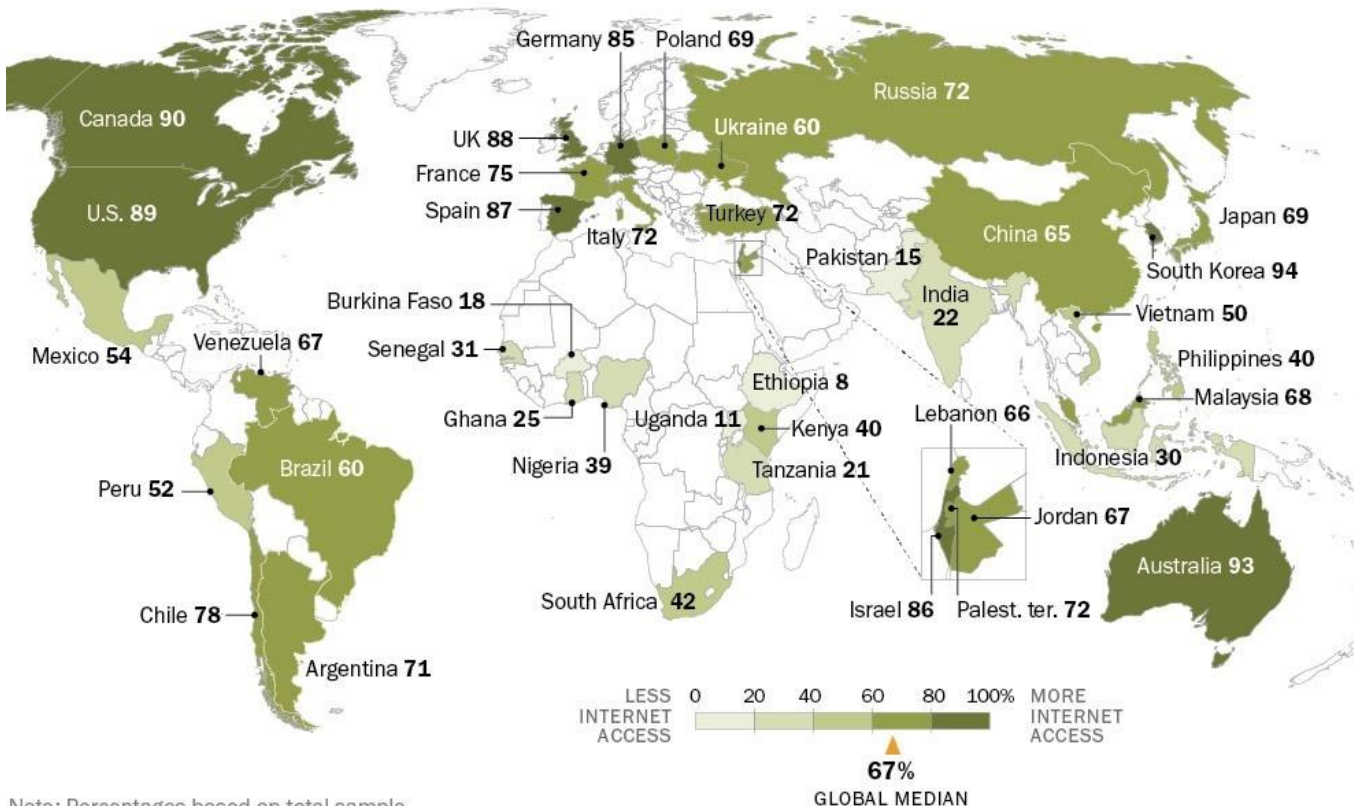 Germany 85 Poland 69
Canada 90
Russia 72
UK 88
Ukraine 60
France 75
U.S. 89
Spain 87
Turkey 72
Japan 69
Italy 72
China 65
Pakistan 15
South Korea 94
Burkina Faso 18
India
22
Vietnam 50
Venezuela 67
Senegal 31
Mexico 54
Philippines 40
Ethiopia 8
Malaysia 68
Ghana 25
Uganda 11
Kenya 40
Lebanon 66
Indonesia 30
Nigeria 39
Tanzania 21
Brazil 60
Peru 52
Jordan 67
Australia 93
South Africa 42
Israel 86
Palest. ter. 72
Chile 78
Argentina 71
LESS
INTERNET
ACCESS
0 20 40 60 80 100%
MORE
INTERNET
ACCESS
67%
GLOBAL MEDIAN
Note: Percentages based on total sample.